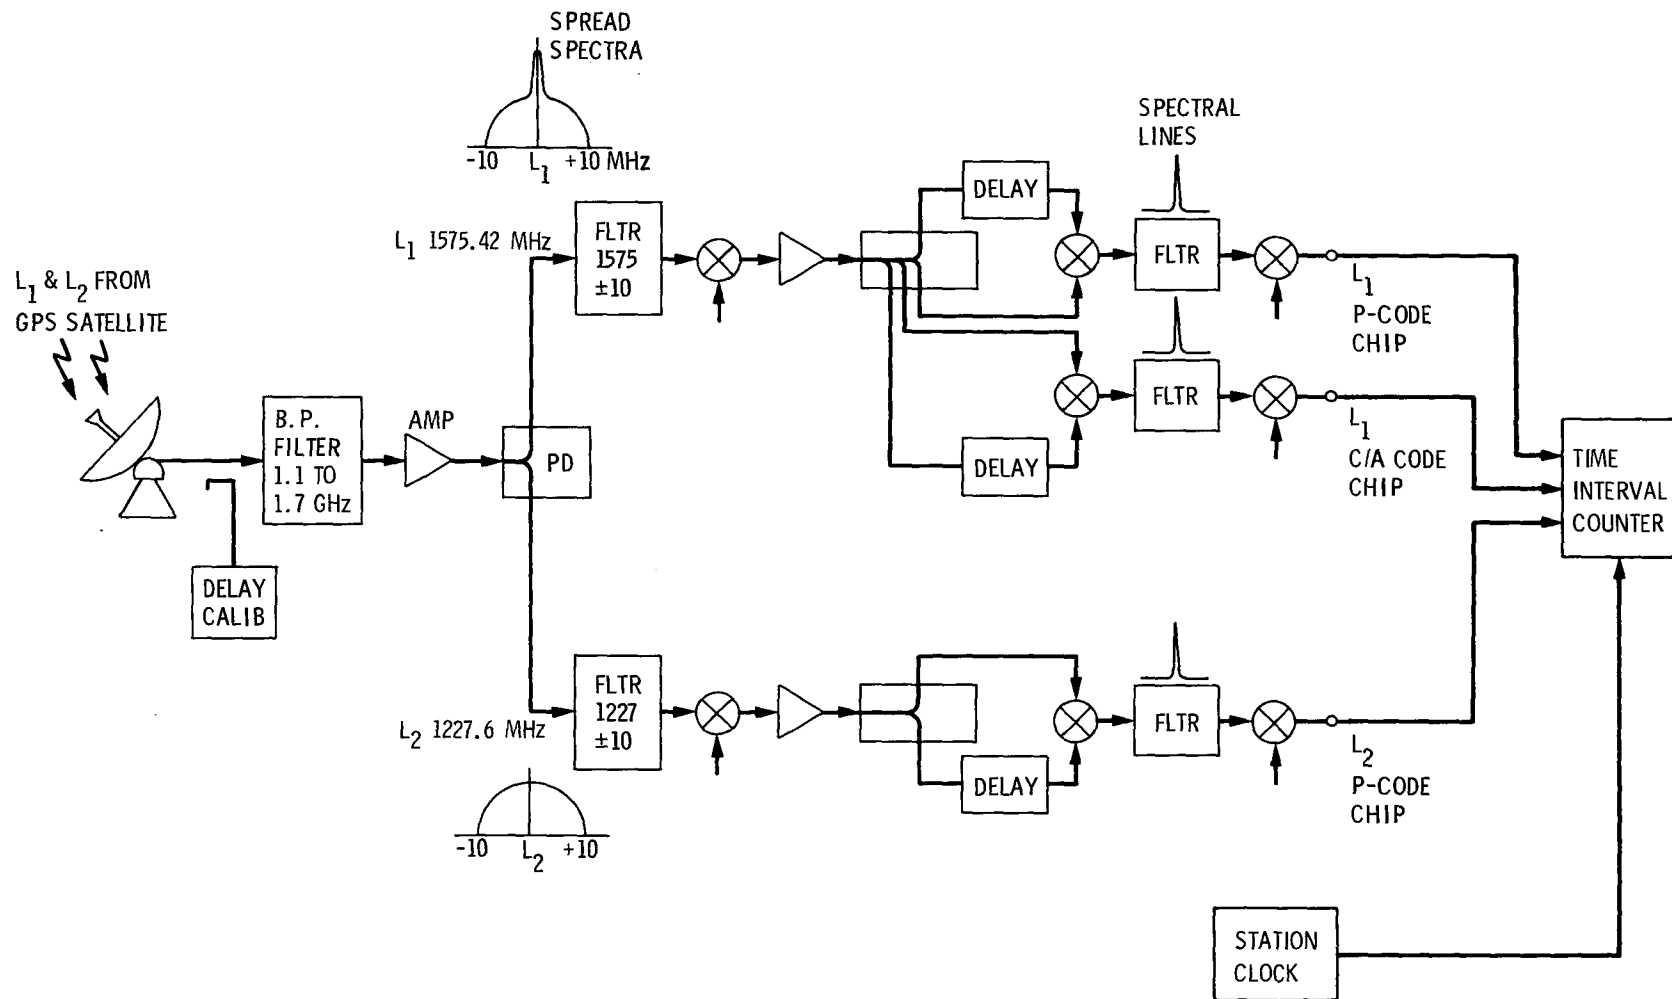 SPREAD
SPECTRA
-10 L1 +10 MHz
SPECTRAL
LINES
L1 & L2 FROM
GPS SATELLITE
L1 1575.42 MHz
FLTR
1575
±10
DELAY
FLTR
L1
P-CODE
CHIP
B. P.
FILTER
1.1 TO
1.7 GHz
AMP
PD
FLTR
L1
C/A CODE
CHIP
DELAY
TIME
INTERVAL
COUNTER
DELAY
CALIB
L2 1227.6 MHz
FLTR
1227
±10
-10 L2 +10
DELAY
FLTR
L2
P-CODE
CHIP
STATION
CLOCK